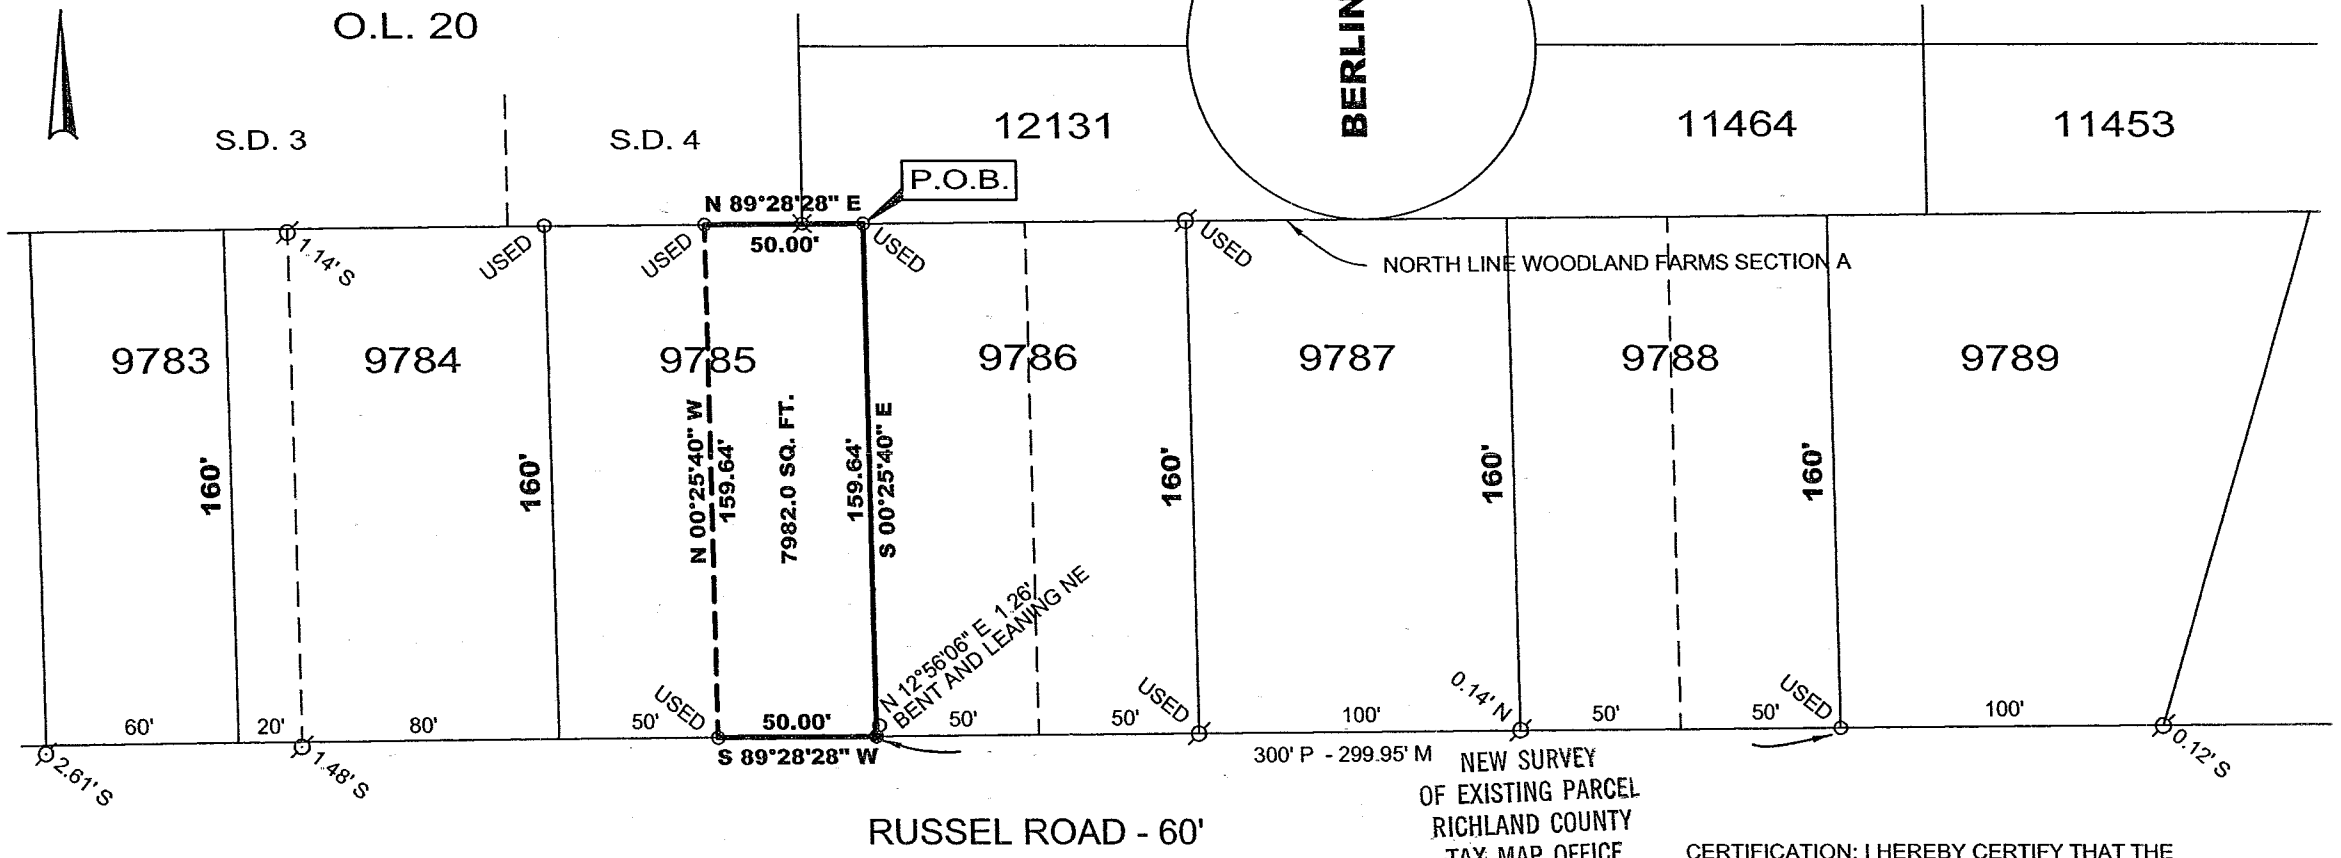 O.L. 20
BERLIN
S.D. 3
S.D. 4
12131
11464
11453
P.O.B.
N 89°28'28" E
50.00'
1.14' S
USED
USED
USED
USED
NORTH LINE WOODLAND FARMS SECTION A
9783
9784
9785
9786
9787
9788
9789
160'
160'
N 00°25'40" W
159.64'
7982.0 SQ. FT.
159.64'
S 00°25'40" E
160'
160'
160'
N 12°56'06" E 1.26'
BENT AND LEANING NE
60'
20'
80'
50'
USED
50.00'
50'
50'
USED
100'
0.14' N
50'
50'
USED
100'
S 89°28'28" W
2.61' S
1.48' S
300' P - 299.95' M
0.12' S
NEW SURVEY
OF EXISTING PARCEL
RICHLAND COUNTY
TAX MAP OFFICE
RUSSEL ROAD - 60'
CERTIFICATION: I HEREBY CERTIFY THAT THE